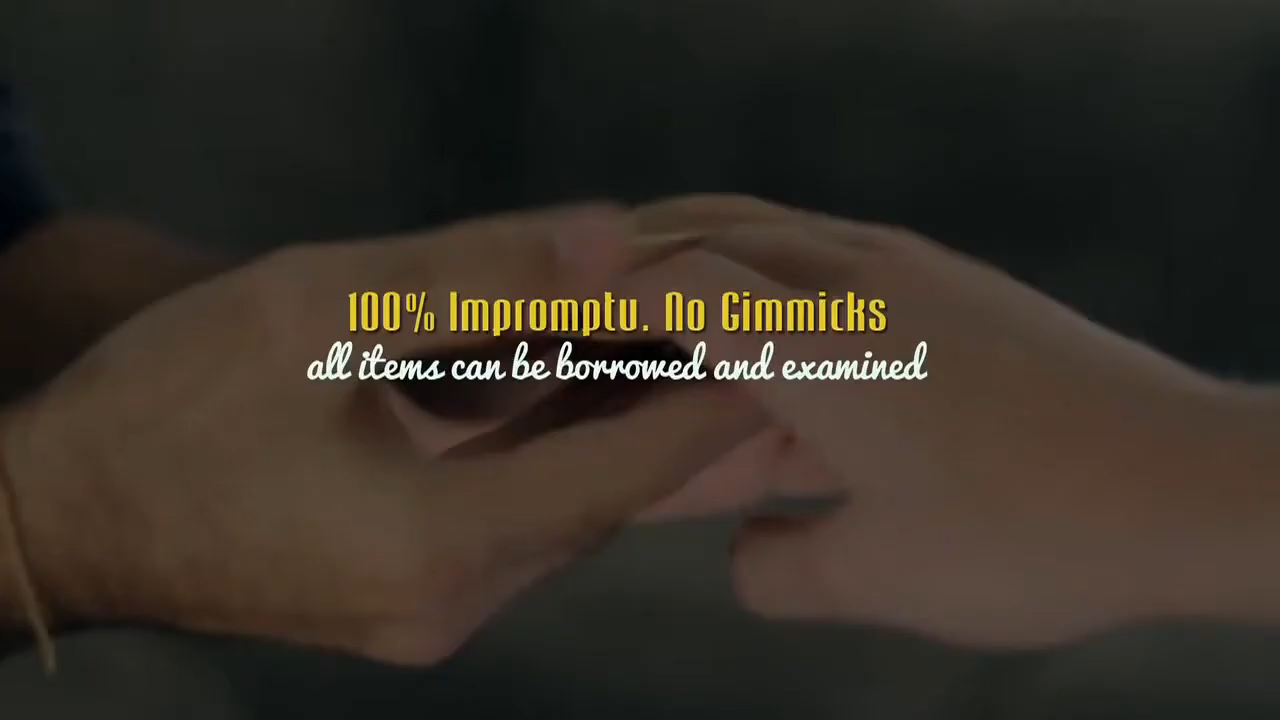 100% Impromptu. No Gimmicks
all items can be borrowed and examined